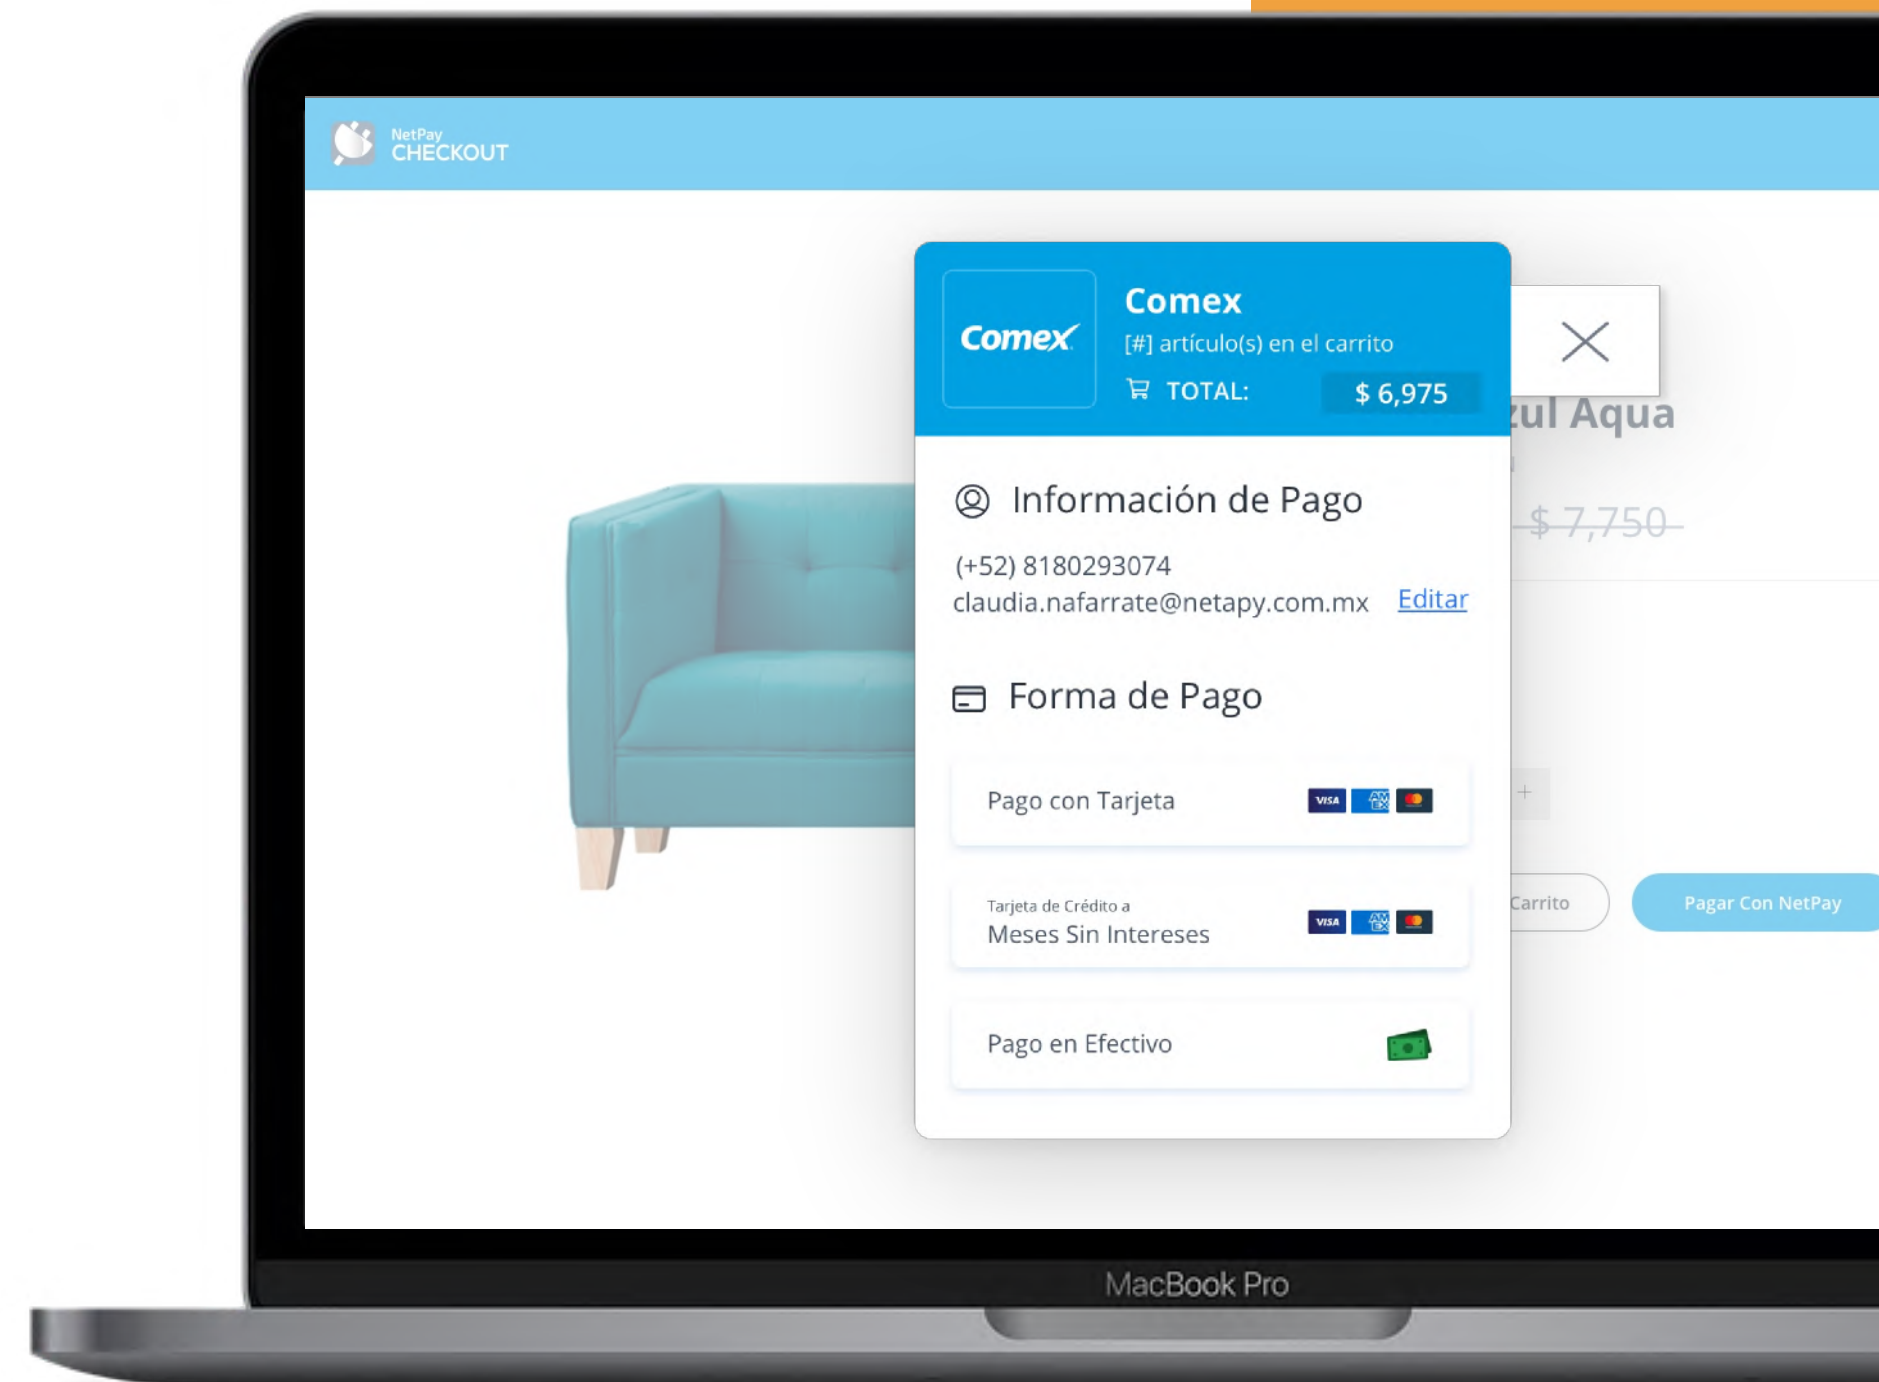 NetPay
CHECKOUT
Comex
Comex
[#] artículo(s) en el carrito
TOTAL:
$ 6,975
Aqua
$ 7,750
Información de Pago
(+52) 8180293074
claudia.nafarrate@netapy.com.mx
Editar
Forma de Pago
Pago con Tarjeta
VISA
AMEX
+
Tarjeta de Crédito a
Meses Sin Intereses
VISA
AMEX
Carrito
Pagar Con NetPay
Pago en Efectivo
MacBook Pro